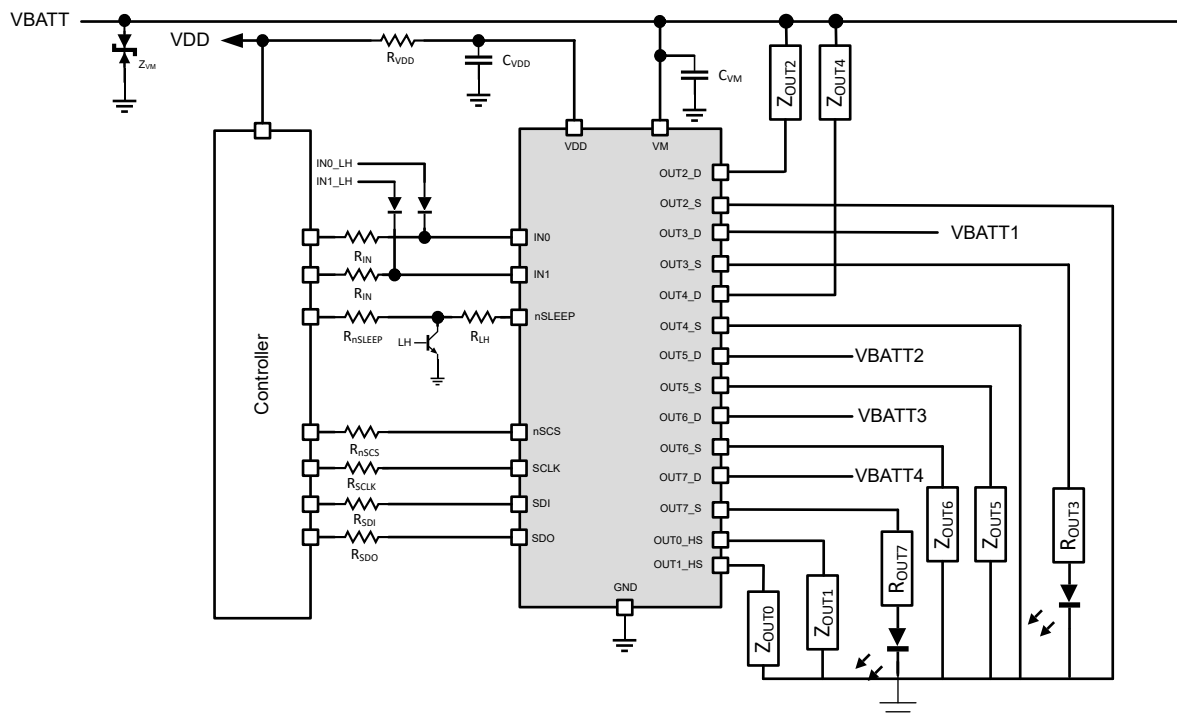 VBATT
VDD
ZVM
RVDD
CVDD
CVM
ZOUT2
ZOUT4
VDD
VM
IN0_LH
IN1_LH
RIN
RIN
RnSLEEP
LH
RLH
Controller
RnSCS
RSCLK
RSDI
RSDO
IN0
IN1
nSLEEP
nSCS
SCLK
SDI
SDO
GND
OUT2_D
OUT2_S
OUT3_D
VBATT1
OUT3_S
OUT4_D
OUT4_S
OUT5_D
VBATT2
OUT5_S
OUT6_D
VBATT3
OUT6_S
OUT7_D
VBATT4
OUT7_S
OUT0_HS
OUT1_HS
ZOUT0
ZOUT1
ROUT7
ZOUT6
ZOUT5
ROUT3